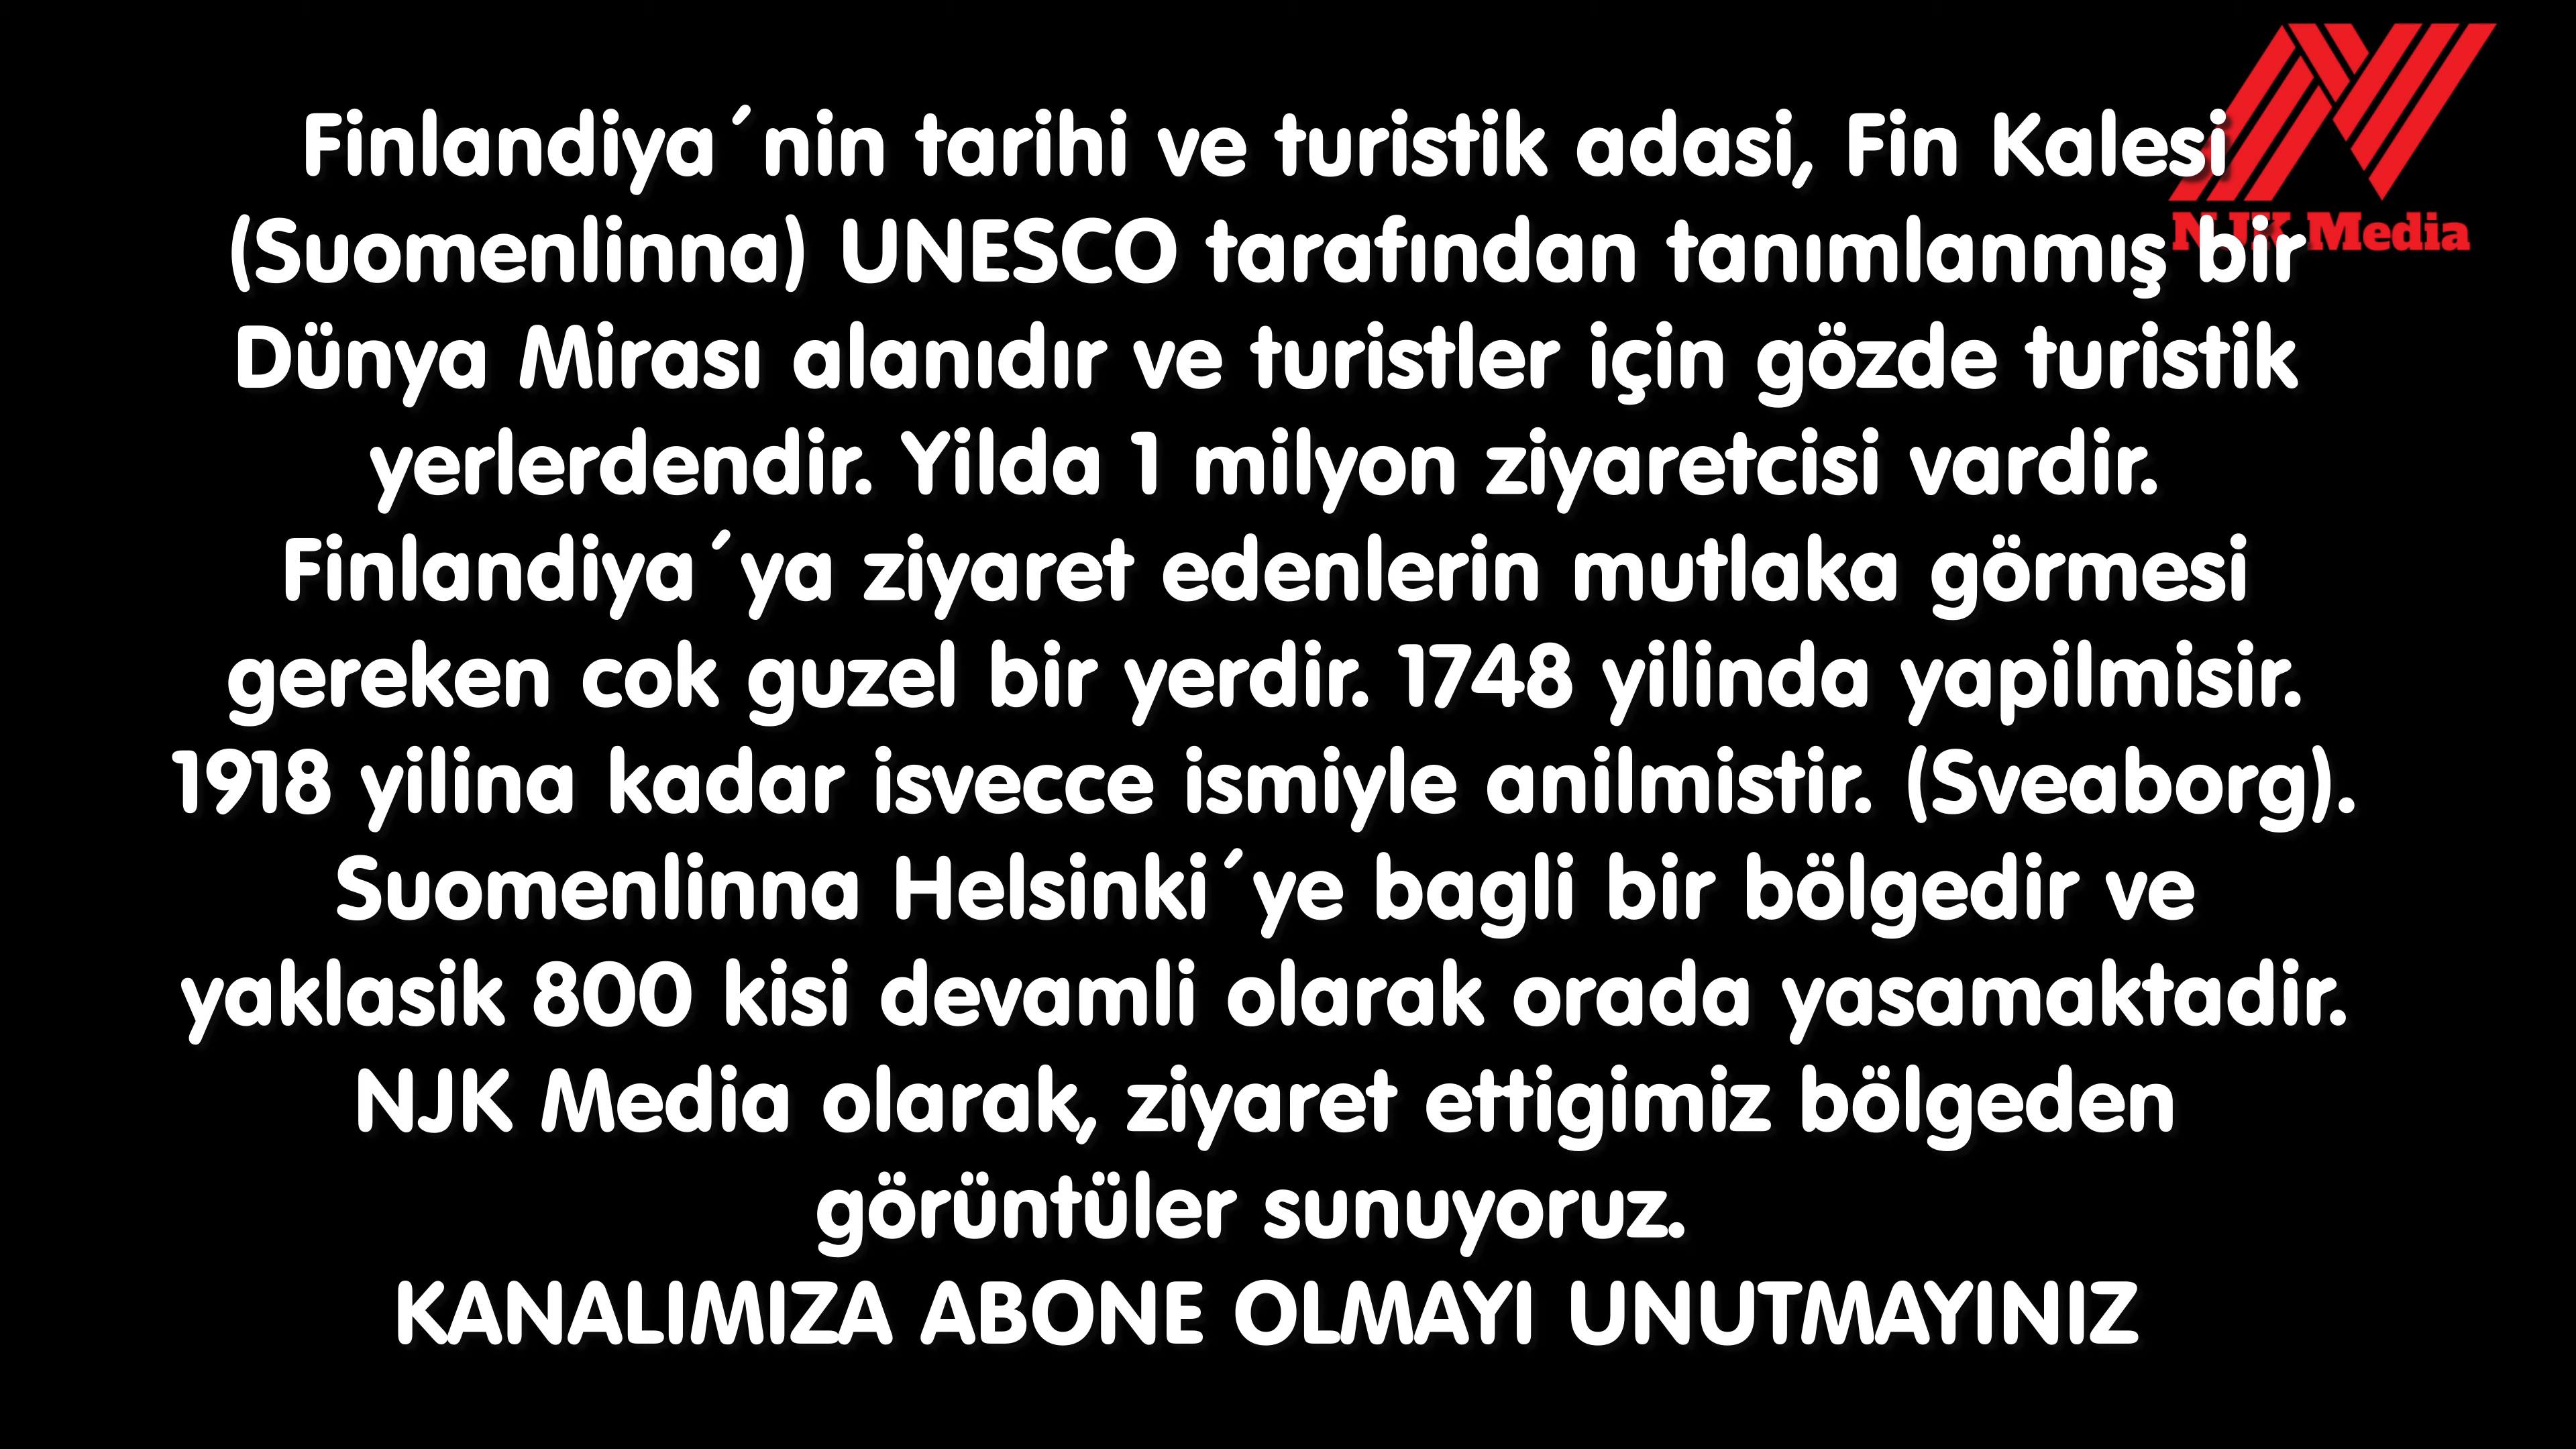 Finlandiya´nin tarihi ve turistik adasi, Fin Kalesi
(Suomenlinna) UNESCO tarafından tanımlanmış bir
Dünya Mirası alanıdır ve turistler için gözde turistik
yerlerdendir. Yilda 1 milyon ziyaretcisi vardir.
Finlandiya´ya ziyaret edenlerin mutlaka görmesi
gereken cok guzel bir yerdir. 1748 yilinda yapilmisir.
1918 yilina kadar isvecce ismiyle anilmistir. (Sveaborg).
Suomenlinna Helsinki´ye bagli bir bölgedir ve
yaklasik 800 kisi devamli olarak orada yasamaktadir.
NJK Media olarak, ziyaret ettigimiz bölgeden
görüntüler sunuyoruz.
KANALIMIZA ABONE OLMAYI UNUTMAYINIZ
NJK Media